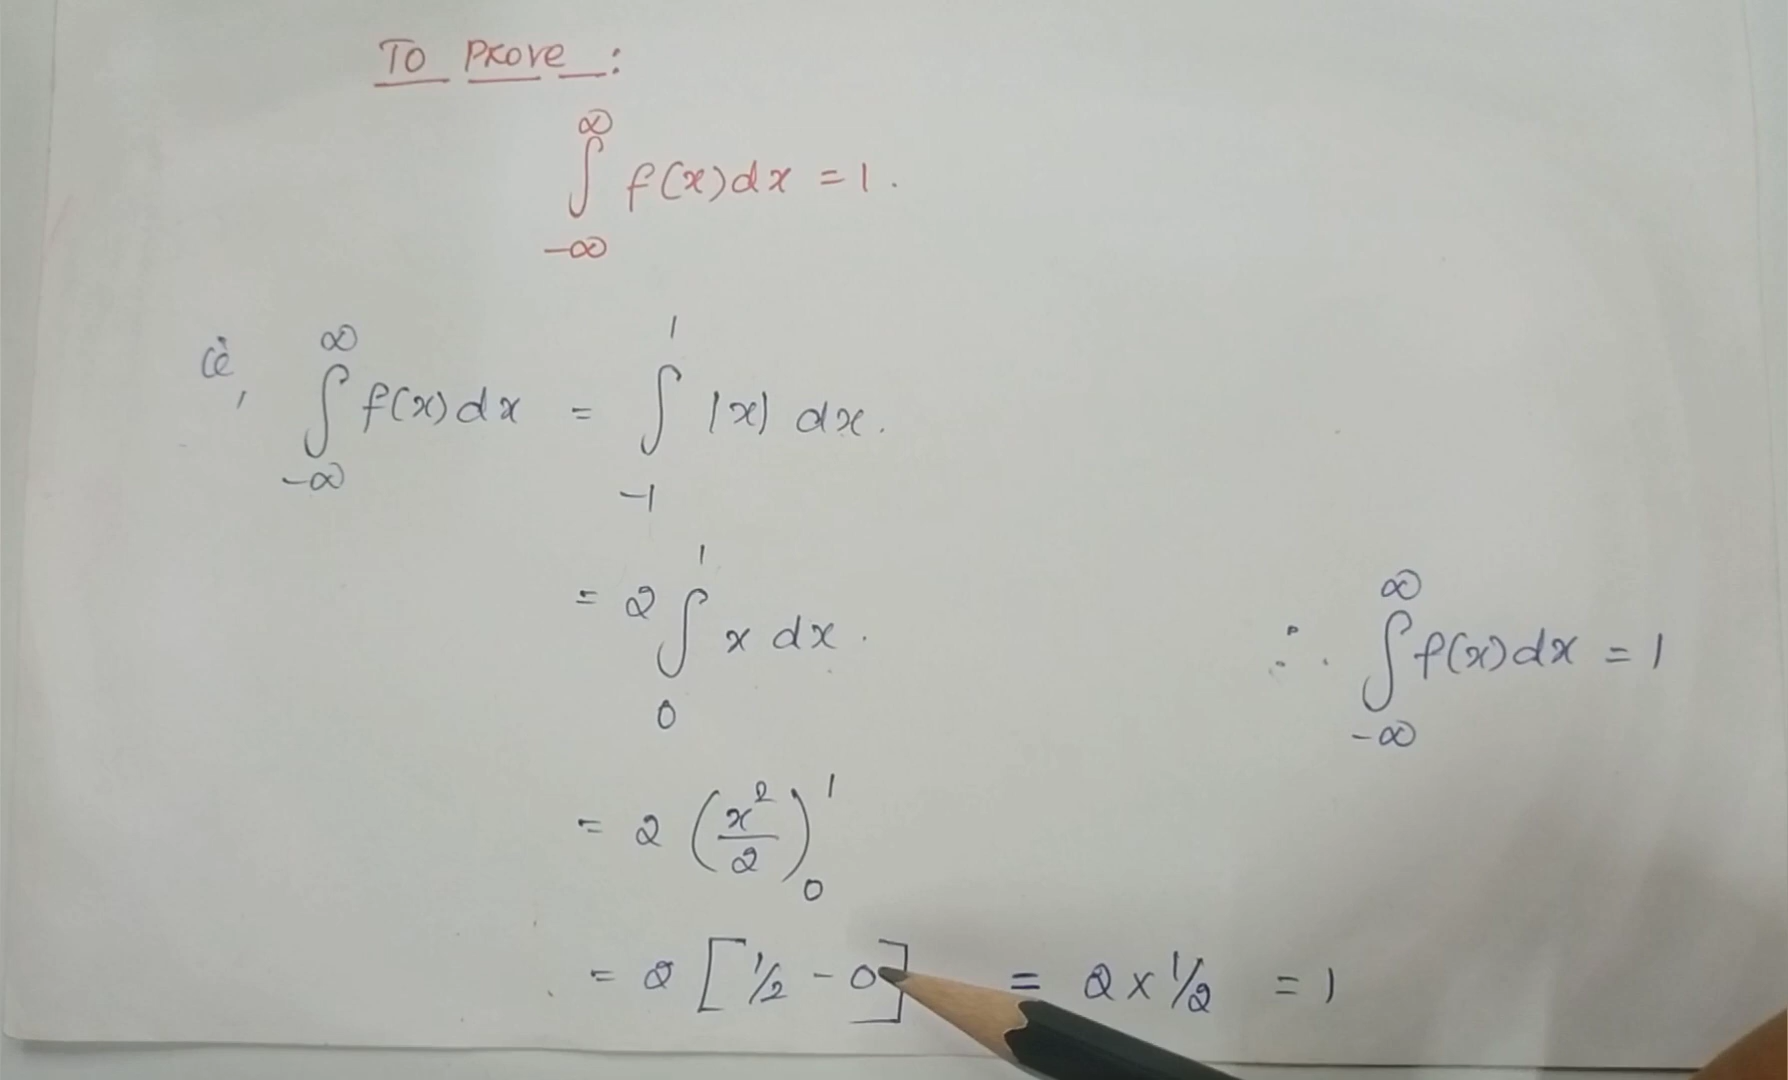 To Prove :
∫_{-∞}^{∞} f(x)dx = 1.
ie, ∫_{-∞}^{∞} f(x)dx = ∫_{-1}^{1} |x| dx.
= 2 ∫_{0}^{1} x dx.
∴ ∫_{-∞}^{∞} f(x)dx = 1
= 2 (x²/2)_{0}^{1}
= 2 [1/2 - 0] = 2 x 1/2 = 1